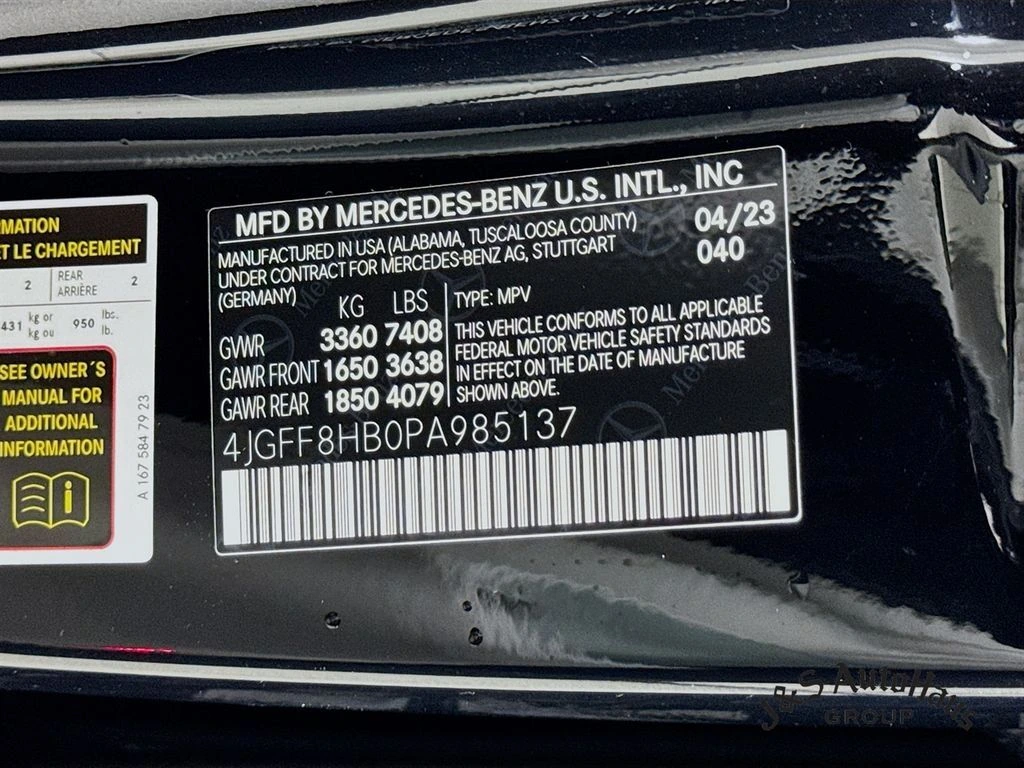 MFD BY MERCEDES-BENZ U.S. INTL., INC
MANUFACTURED IN USA (ALABAMA, TUSCALOOSA COUNTY) 04/23
UNDER CONTRACT FOR MERCEDES-BENZ AG, STUTTGART 040
(GERMANY)
KG LBS
GVWR 3360 7408
GAWR FRONT 1650 3638
GAWR REAR 1850 4079
TYPE: MPV
THIS VEHICLE CONFORMS TO ALL APPLICABLE
FEDERAL MOTOR VEHICLE SAFETY STANDARDS
IN EFFECT ON THE DATE OF MANUFACTURE
SHOWN ABOVE.
4JGFF8HB0PA985137
RMATION
ET LE CHARGEMENT
2 REAR 2
ARRIÈRE
431 kg or 950 lbs.
kg ou lb.
SEE OWNER´S
MANUAL FOR
ADDITIONAL
INFORMATION
A 167 584 79 23
S&S AutoHaus
GROUP